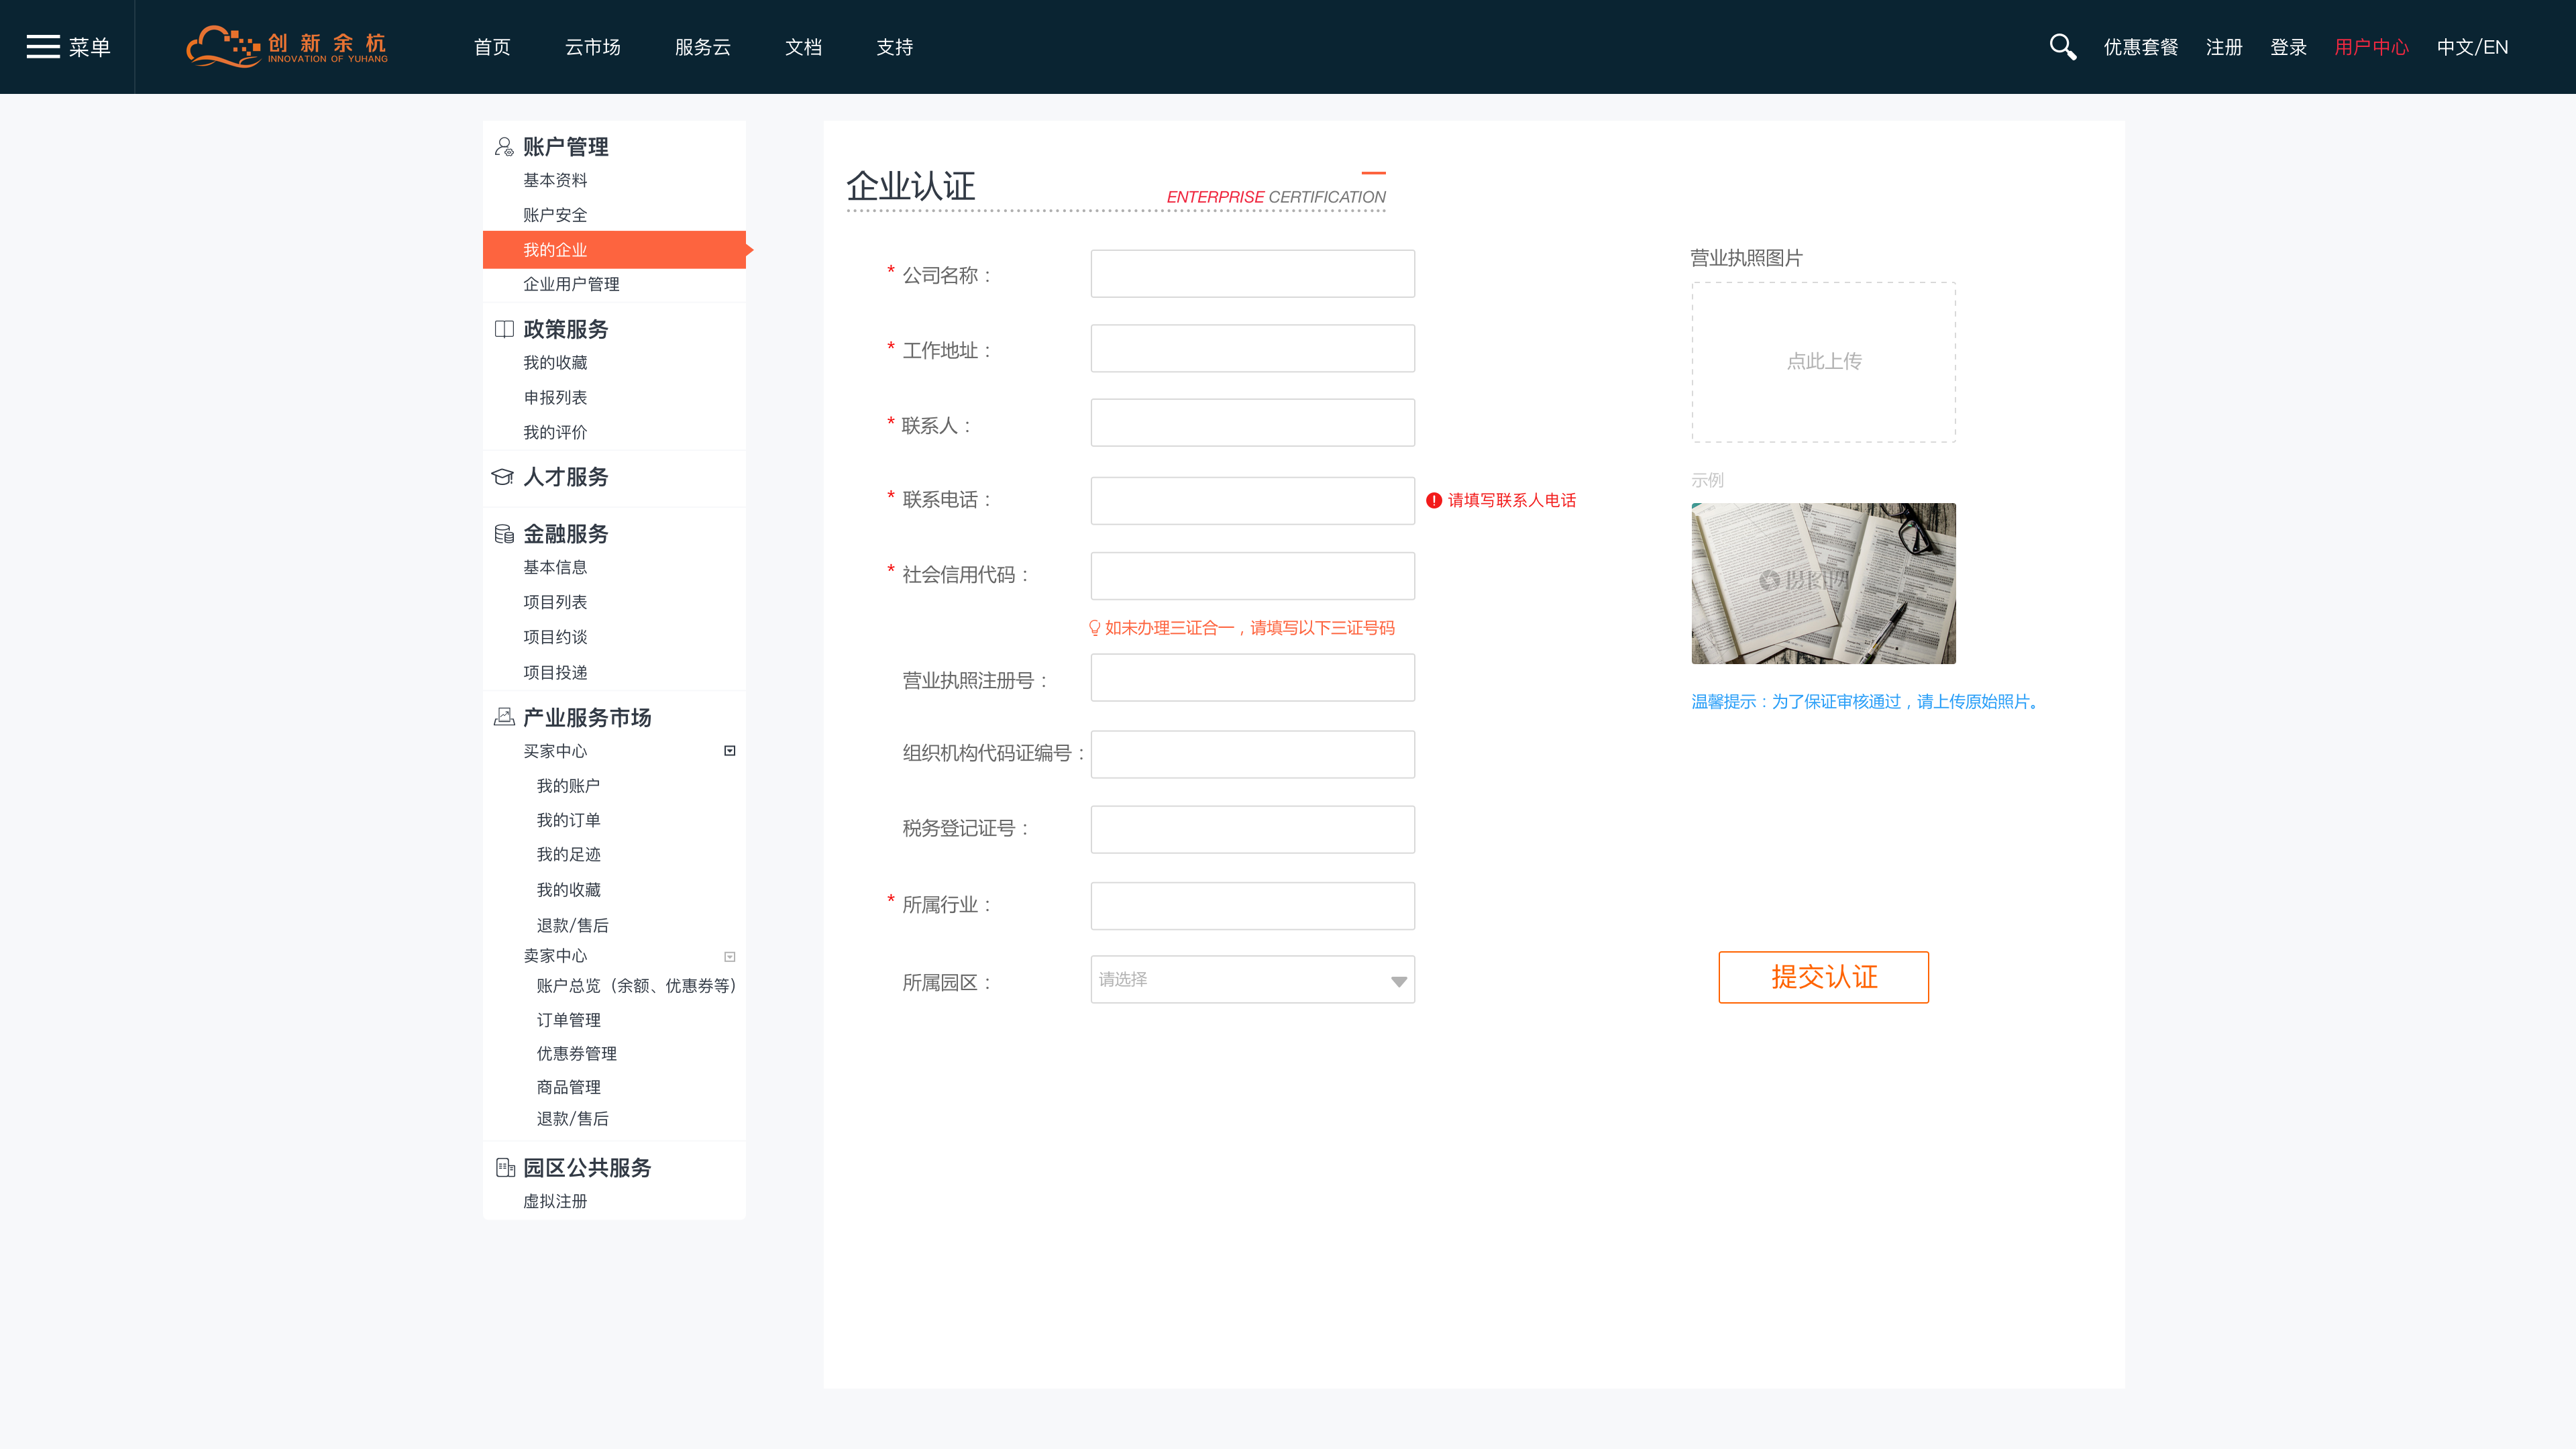 菜单
创新余杭
INNOVATION OF YUHANG
首页 云市场 服务云 文档 支持
优惠套餐 注册 登录 用户中心 中文/EN
账户管理
基本资料
账户安全
我的企业
企业用户管理
政策服务
我的收藏
申报列表
我的评价
人才服务
金融服务
基本信息
项目列表
项目约谈
项目投递
产业服务市场
买家中心
我的账户
我的订单
我的足迹
我的收藏
退款/售后
卖家中心
账户总览（余额、优惠券等）
订单管理
优惠券管理
商品管理
退款/售后
园区公共服务
虚拟注册
企业认证
ENTERPRISE CERTIFICATION
* 公司名称：
* 工作地址：
* 联系人：
* 联系电话：
请填写联系人电话
* 社会信用代码：
如未办理三证合一，请填写以下三证号码
营业执照注册号：
组织机构代码证编号：
税务登记证号：
* 所属行业：
所属园区：
请选择
营业执照图片
点此上传
示例
温馨提示：为了保证审核通过，请上传原始照片。
提交认证